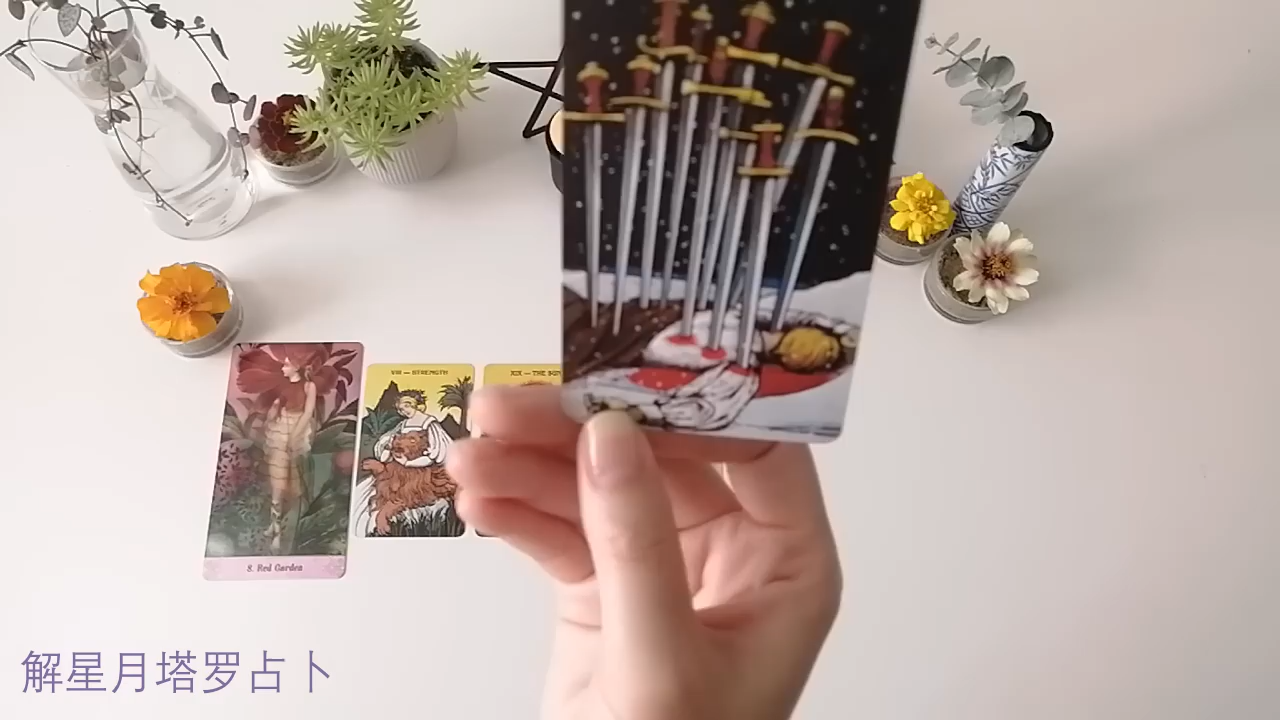 VIII — STRENGTH
XIX — THE SUN
8. Red Garden
解星月塔罗占卜